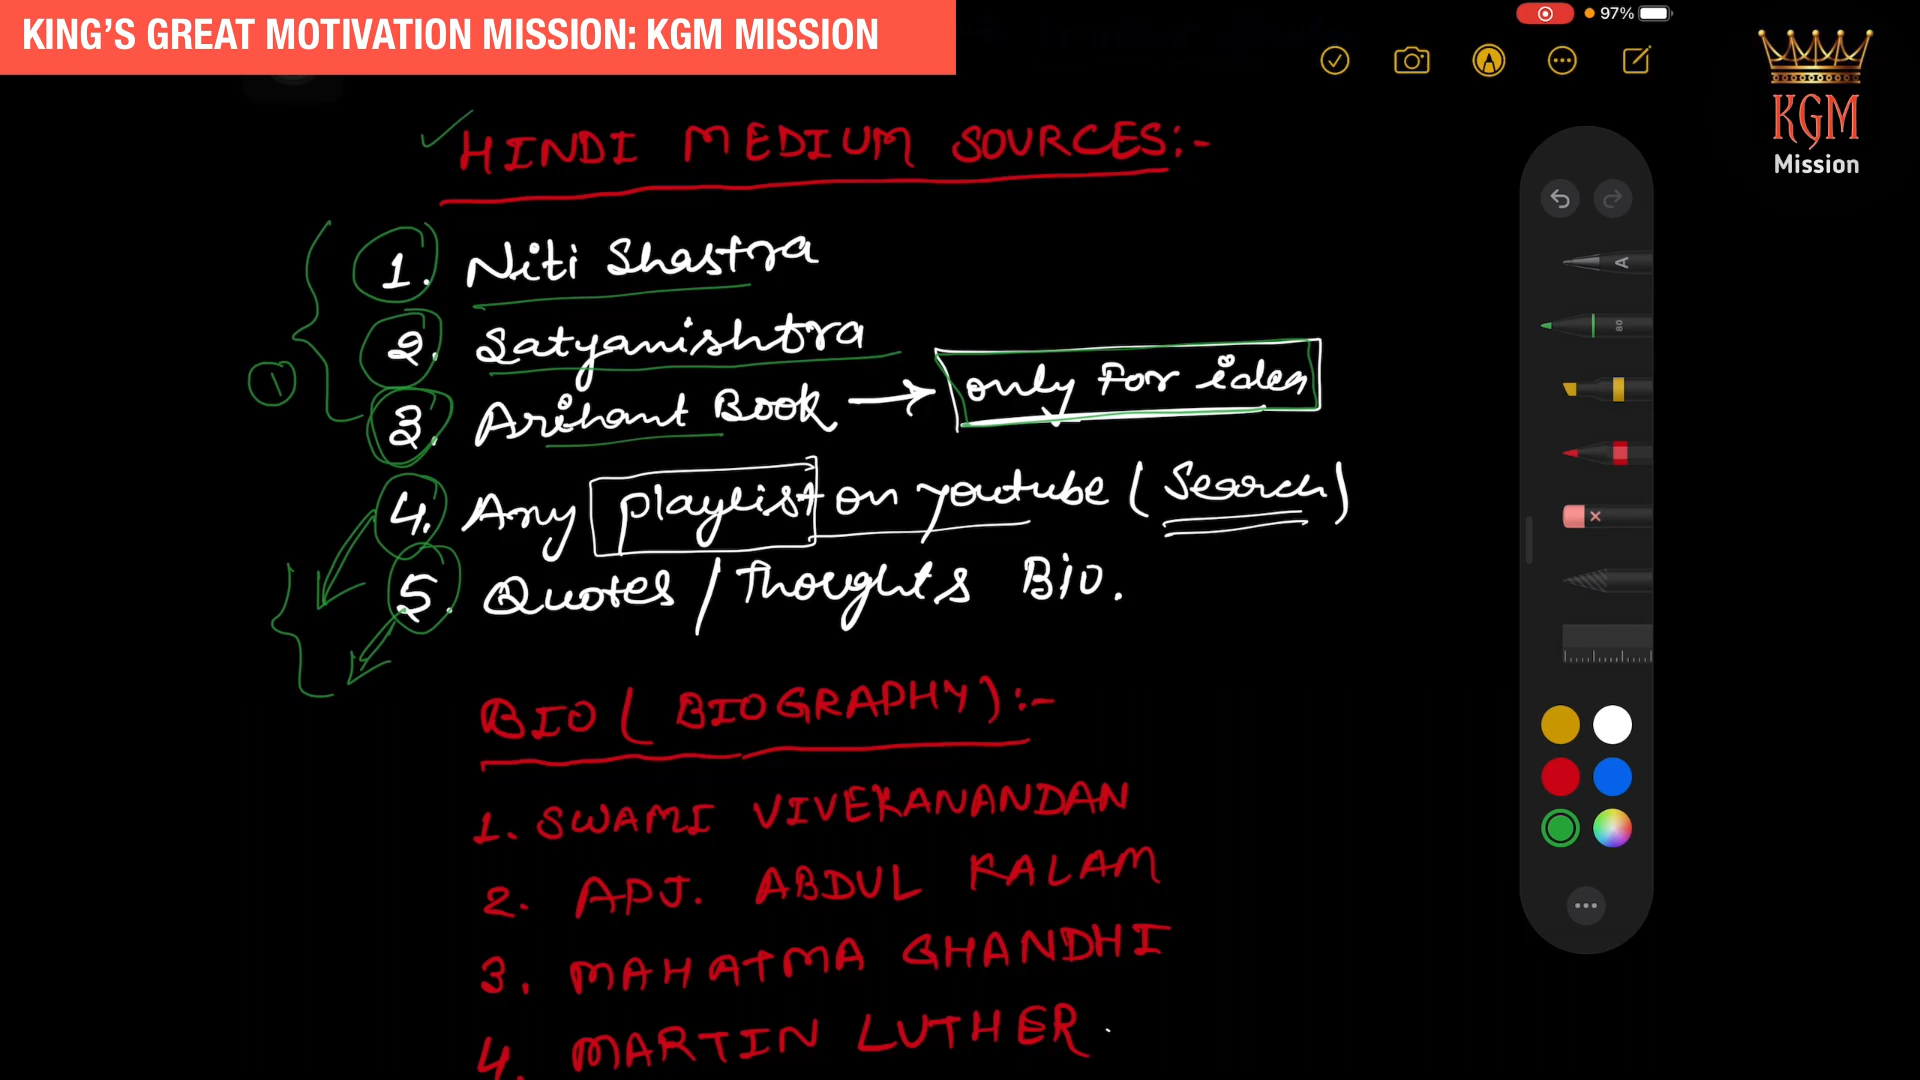 KING'S GREAT MOTIVATION MISSION: KGM MISSION
97%
KGM
Mission
HINDI MEDIUM SOURCES:-
1. Niti Shastra
2. Satyanishtra
3. Arihant Book → only for idea
1
4. Any playlist on youtube (Search)
5. Quotes / Thoughts Bio.
BIO (BIOGRAPHY):-
1. SWAMI VIVEKANANDAN
2. APJ. ABDUL KALAM
3. MAHATMA GHANDHI
4. MARTIN LUTHER
A
80